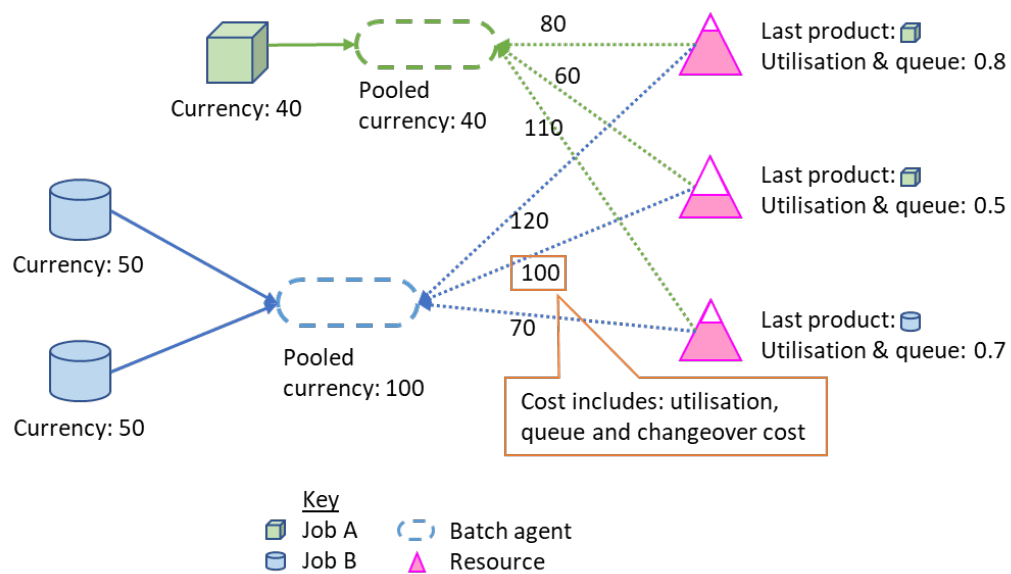 80
Last product:
Utilisation & queue: 0.8
60
Pooled
currency: 40
Currency: 40
110
Last product:
Utilisation & queue: 0.5
120
Currency: 50
100
Last product:
Utilisation & queue: 0.7
70
Pooled
currency: 100
Currency: 50
Cost includes: utilisation,
queue and changeover cost
Key
Job A
Batch agent
Job B
Resource